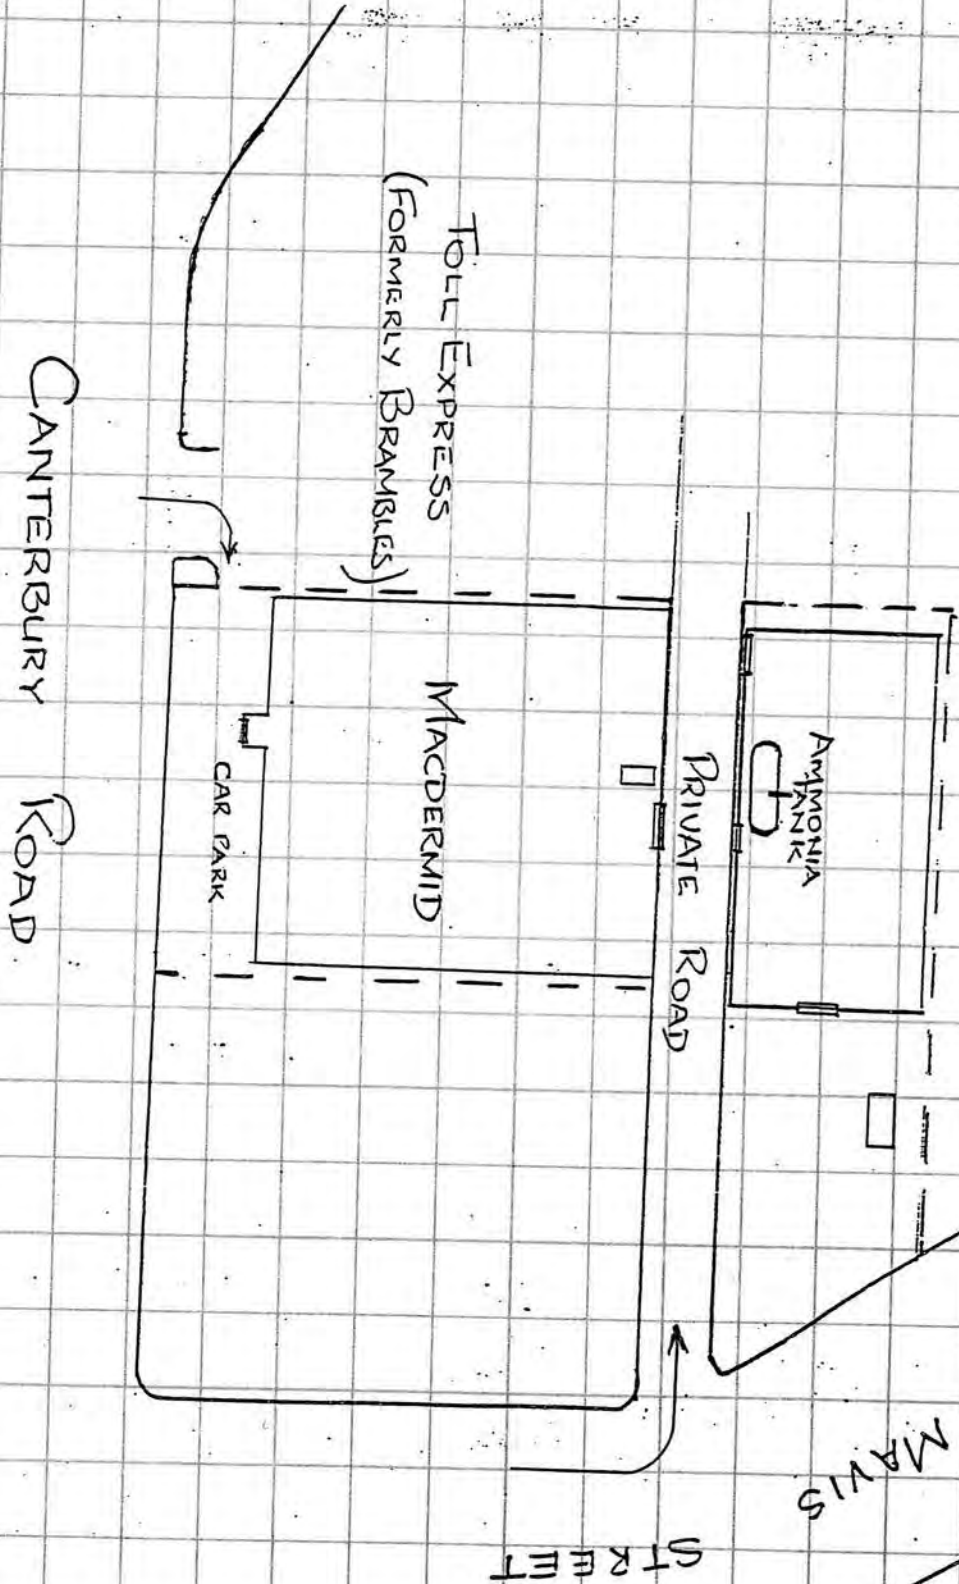 TOLL EXPRESS
(FORMERLY BRAMBLES)
AMMONIA
TANK
PRIVATE ROAD
MACDERMID
CAR PARK
CANTERBURY ROAD
MAVIS
STREET